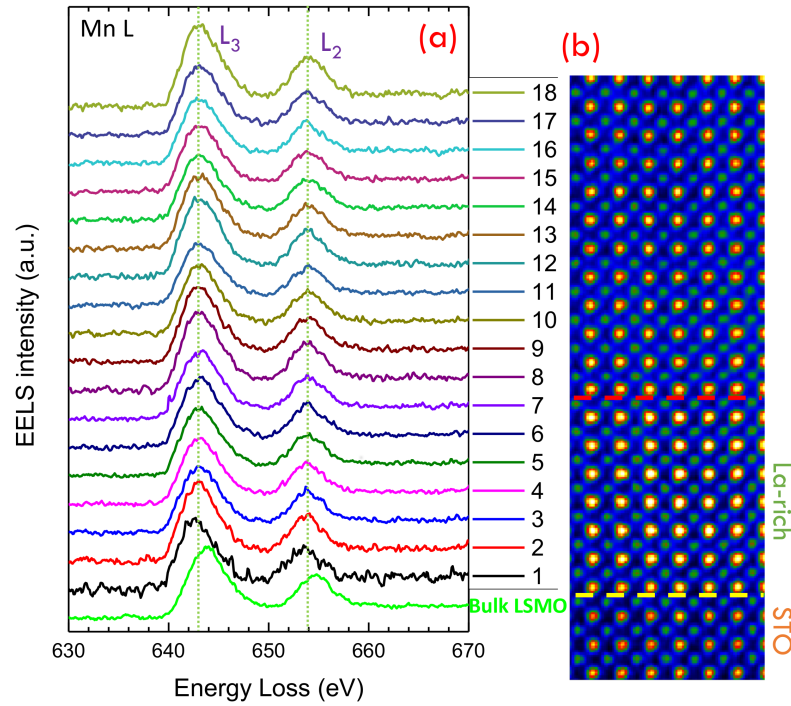 Mn L
L3
L2
(a)
(b)
18
17
16
15
14
13
12
11
10
9
8
7
6
5
4
3
2
1
Bulk LSMO
La-rich
STO
EELS intensity (a.u.)
630
640
650
660
670
Energy Loss (eV)